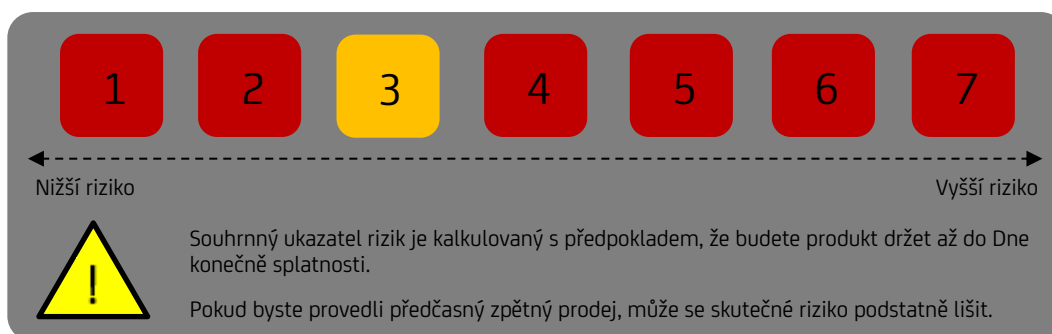 1 2 3 4 5 6 7
Nižší riziko Vyšší riziko
!
Souhrnný ukazatel rizik je kalkulovaný s předpokladem, že budete produkt držet až do Dne
konečně splatnosti.
Pokud byste provedli předčasný zpětný prodej, může se skutečné riziko podstatně lišit.